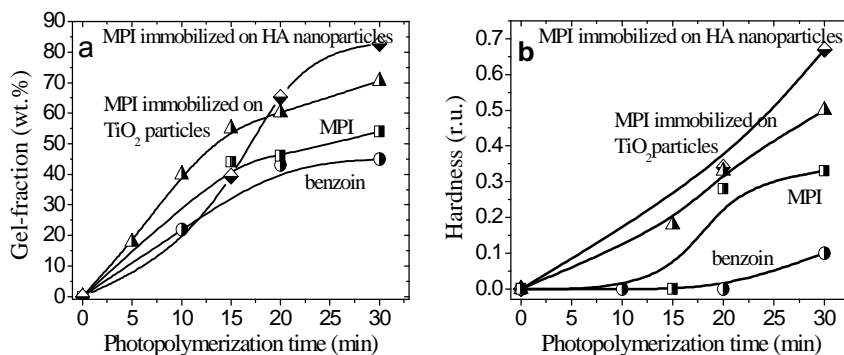 a
MPI immobilized on HA nanoparticles
MPI immobilized on
TiO2 particles
MPI
benzoin
Gel-fraction (wt.%)
90
80
70
60
50
40
30
20
10
0
0 5 10 15 20 25 30
Photopolymerization time (min)
b
MPI immobilized on HA nanoparticles
MPI immobilized on
TiO2particles
MPI
benzoin
Hardness (r.u.)
0.7
0.6
0.5
0.4
0.3
0.2
0.1
0.0
0 5 10 15 20 25 30
Photopolymerization time (min)